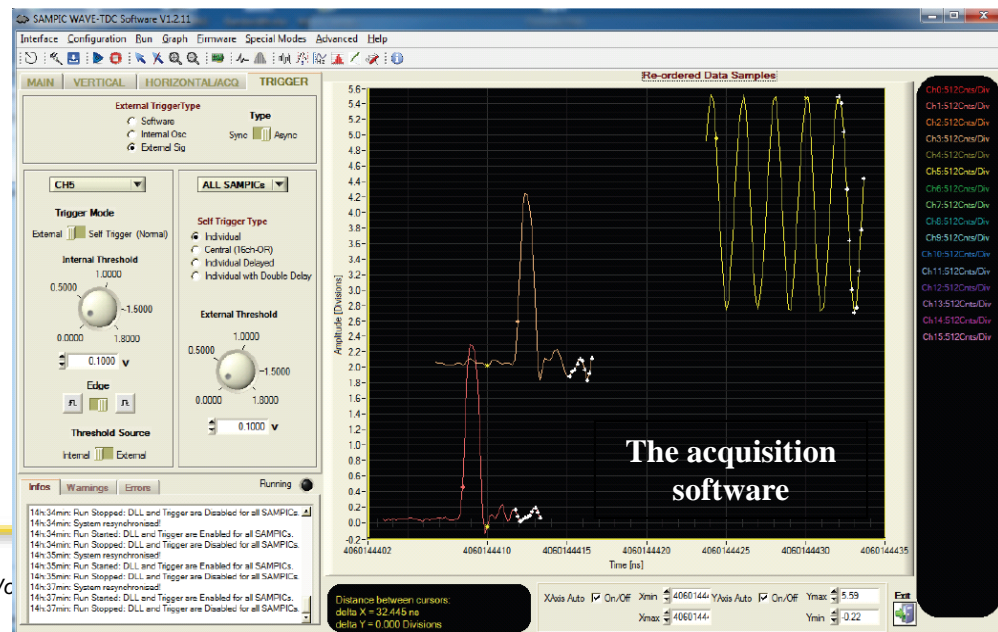 SAMPIC WAVE-TDC Software V1.2.11
Interface Configuration Run Graph Firmware Special Modes Advanced Help
MAIN VERTICAL HORIZONTAL/ACQ TRIGGER
External TriggerType
Software
Internal Osc
External Sig
Type
Sync Async
CH5
Trigger Mode
External Self Trigger (Normal)
Internal Threshold
1.0000
0.5000
1.5000
0.0000 1.8000
0.1000 v
Edge
Threshold Source
Internal External
ALL SAMPICs
Self Trigger Type
Individual
Central (16ch-OR)
Individual Delayed
Individual wth Double Delay
External Threshold
1.0000
0.5000
1.5000
0.0000 1.8000
0.1000 v
Infos Warnings Errors
Running
14h:34min: Run Stopped: DLL and Trigger are Disabled for all SAMPICs.
14h:34min: System resynchronised!
14h:34min: Run Started: DLL and Trigger are Enabled for all SAMPICs.
14h:34min: Run Stopped: DLL and Trigger are Disabled for all SAMPICs.
14h:35min: System resynchronised!
14h:35min: Run Started: DLL and Trigger are Enabled for all SAMPICs.
14h:35min: Run Stopped: DLL and Trigger are Disabled for all SAMPICs.
14h:37min: System resynchronised!
14h:37min: Run Started: DLL and Trigger are Enabled for all SAMPICs.
14h:37min: Run Stopped: DLL and Trigger are Disabled for all SAMPICs.
Re-ordered Data Samples
Amplitude [Divisions]
5.6
5.4
5.2
5.0
4.8
4.6
4.4
4.2
4.0
3.8
3.6
3.4
3.2
3.0
2.8
2.6
2.4
2.2
2.0
1.8
1.6
1.4
1.2
1.0
0.8
0.6
0.4
0.2
0.0
-0.2
The acquisition
software
4060144402 4060144410 4060144415 4060144420 4060144425 4060144430 4060144435
Time [ns]
Ch0:512Cnts/Div
Ch1:512Cnts/Div
Ch2:512Cnts/Div
Ch3:512Cnts/Div
Ch4:512Cnts/Div
Ch5:512Cnts/Div
Ch6:512Cnts/Div
Ch7:512Cnts/Div
Ch8:512Cnts/Div
Ch9:512Cnts/Div
Ch10:512Cnts/Div
Ch11:512Cnts/Div
Ch12:512Cnts/Div
Ch13:512Cnts/Div
Ch14:512Cnts/Div
Ch15:512Cnts/Div
Distance between cursors:
delta X = 32.445 ns
delta Y = 0.000 Divisions
XAxis Auto On/Off Xmin 4060144 YAxis Auto On/Off Ymax 5.59
Xmax 4060144 Ymin -0.22
Exit